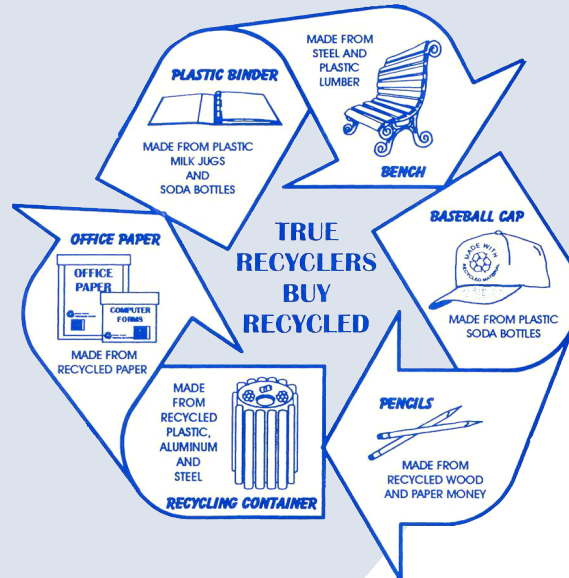 PLASTIC BINDER
MADE FROM PLASTIC
MILK JUGS
AND
SODA BOTTLES
MADE FROM
STEEL AND
PLASTIC
LUMBER
BENCH
BASEBALL CAP
MADE WITH
RECYCLED MATERIAL
MADE FROM PLASTIC
SODA BOTTLES
TRUE
RECYCLERS
BUY
RECYCLED
OFFICE PAPER
OFFICE
PAPER
COMPUTER
FORMS
MADE FROM
RECYCLED PAPER
MADE
FROM
RECYCLED
PLASTIC,
ALUMINUM
AND
STEEL
RECYCLING CONTAINER
PENCILS
MADE FROM
RECYCLED WOOD
AND PAPER MONEY